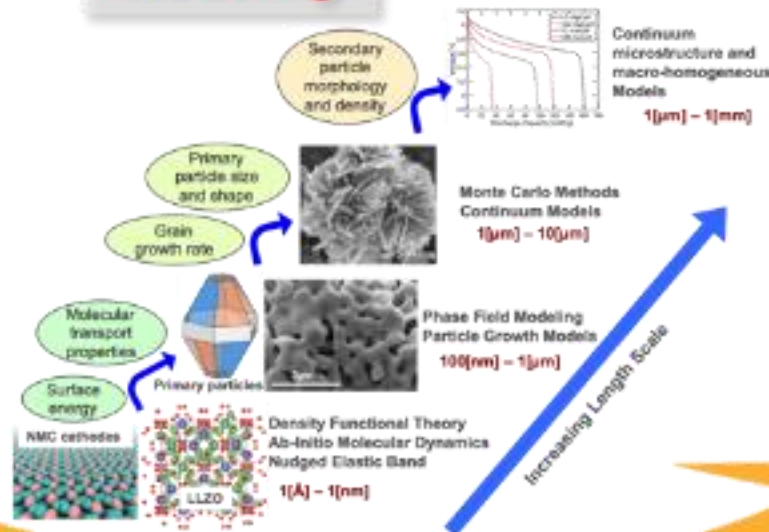 Secondary
particle
morphology
and density
Continuum
microstructure and
macro-homogeneous
Models
1[µm] – 1[mm]
Primary
particle size
and shape
Grain
growth rate
Monte Carlo Methods
Continuum Models
1[µm] – 10[µm]
Molecular
transport
properties
Surface
energy
Primary particles
Phase Field Modeling
Particle Growth Models
100[nm] – 1[µm]
NMC cathodes
LLZO
Density Functional Theory
Ab-Initio Molecular Dynamics
Nudged Elastic Band
1[Å] – 1[nm]
Increasing Length Scale